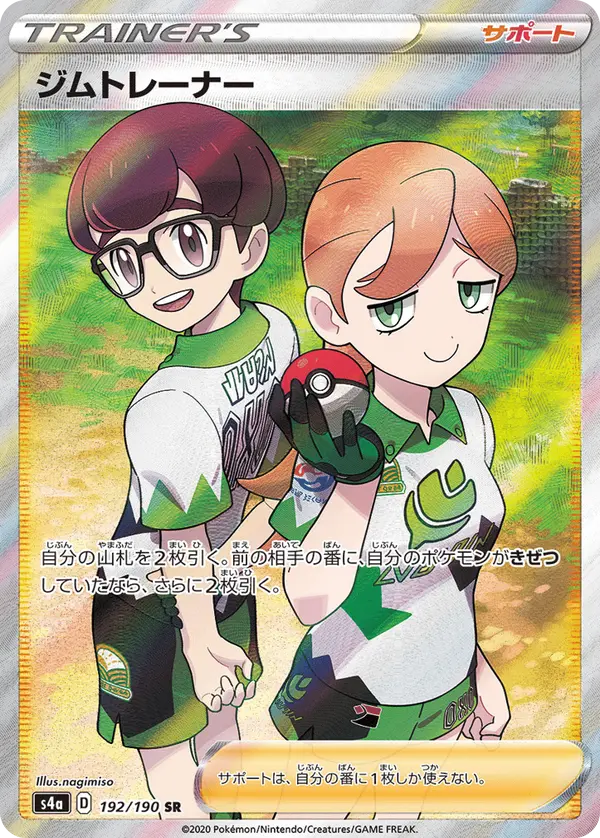 TRAINER'S
サポート
ジムトレーナー
自分の山札を2枚引く。前の相手の番に、自分のポケモンがきぜつ
していたなら、さらに2枚引く。
サポートは、自分の番に1枚しか使えない。
Illus.nagimiso
s4a D 192/190 SR
©2020 Pokémon/Nintendo/Creatures/GAME FREAK.